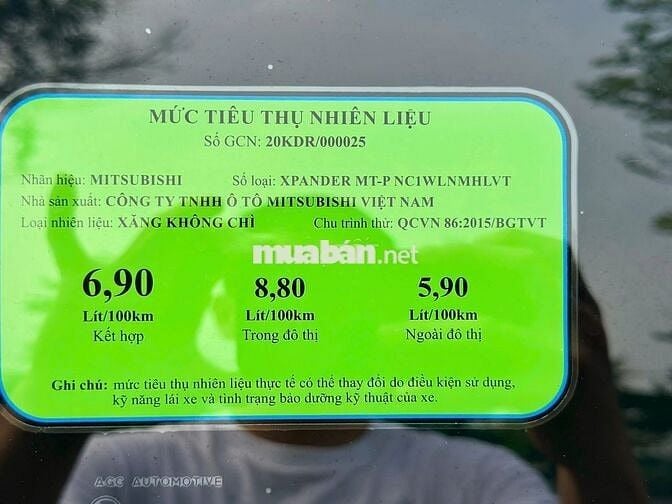 MỨC TIÊU THỤ NHIÊN LIỆU
Số GCN: 20KDR/000025
Nhãn hiệu: MITSUBISHI Số loại: XPANDER MT-P NC1WLNMHLVT
Nhà sản xuất: CÔNG TY TNHH Ô TÔ MITSUBISHI VIỆT NAM
Loại nhiên liệu: XĂNG KHÔNG CHÌ Chu trình thử: QCVN 86:2015/BGTVT
muaban.net
6,90 8,80 5,90
Lít/100km Lít/100km Lít/100km
Kết hợp Trong đô thị Ngoài đô thị
Ghi chú: mức tiêu thụ nhiên liệu thực tế có thể thay đổi do điều kiện sử dụng,
kỹ năng lái xe và tình trạng bảo dưỡng kỹ thuật của xe.
AGC AUTOMOTIVE